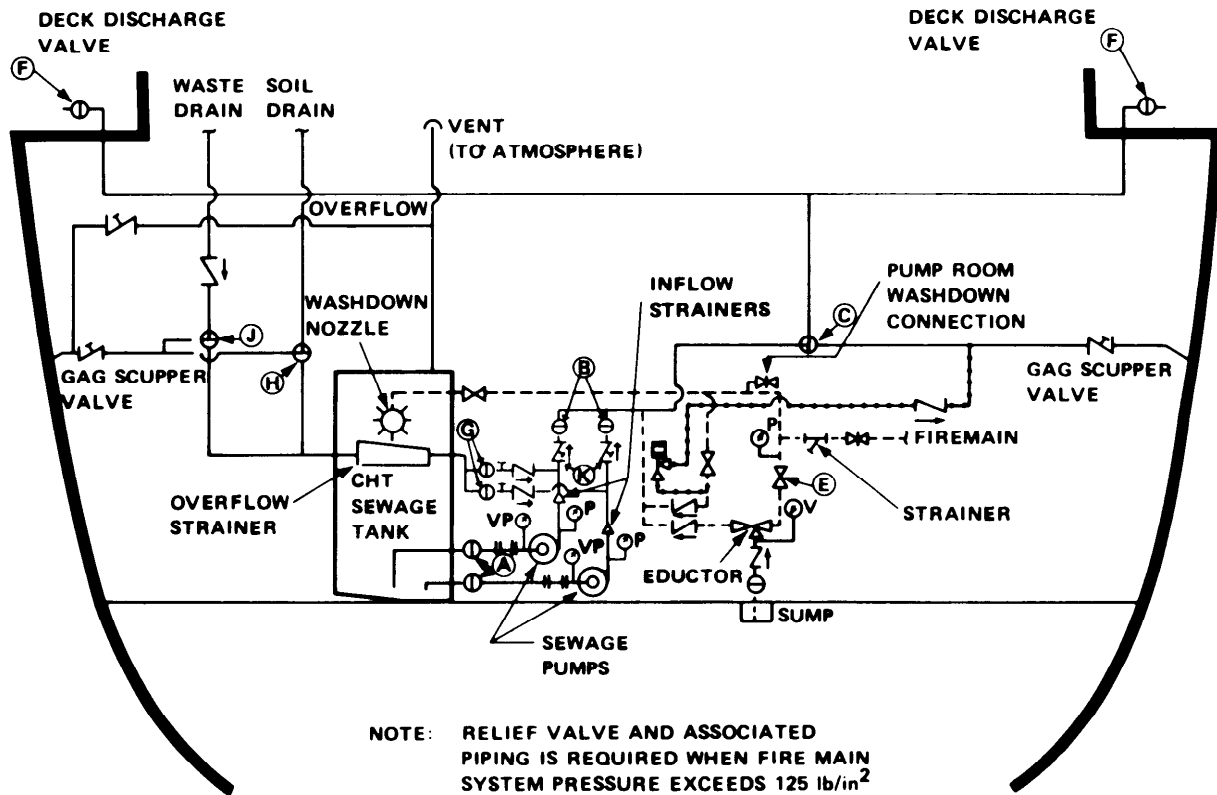 DECK DISCHARGE
VALVE
F
WASTE
DRAIN
SOIL
DRAIN
VENT
(TO ATMOSPHERE)
DECK DISCHARGE
VALVE
F
OVERFLOW
WASHDOWN
NOZZLE
INFLOW
STRAINERS
PUMP ROOM
WASHDOWN
CONNECTION
J
H
C
GAG SCUPPER
VALVE
GAG SCUPPER
VALVE
B
G
K
P
FIREMAIN
E
STRAINER
OVERFLOW
STRAINER
CHT
SEWAGE
TANK
VP
P
VP
P
V
A
EDUCTOR
SUMP
SEWAGE
PUMPS
NOTE: RELIEF VALVE AND ASSOCIATED
PIPING IS REQUIRED WHEN FIRE MAIN
SYSTEM PRESSURE EXCEEDS 125 lb/in²